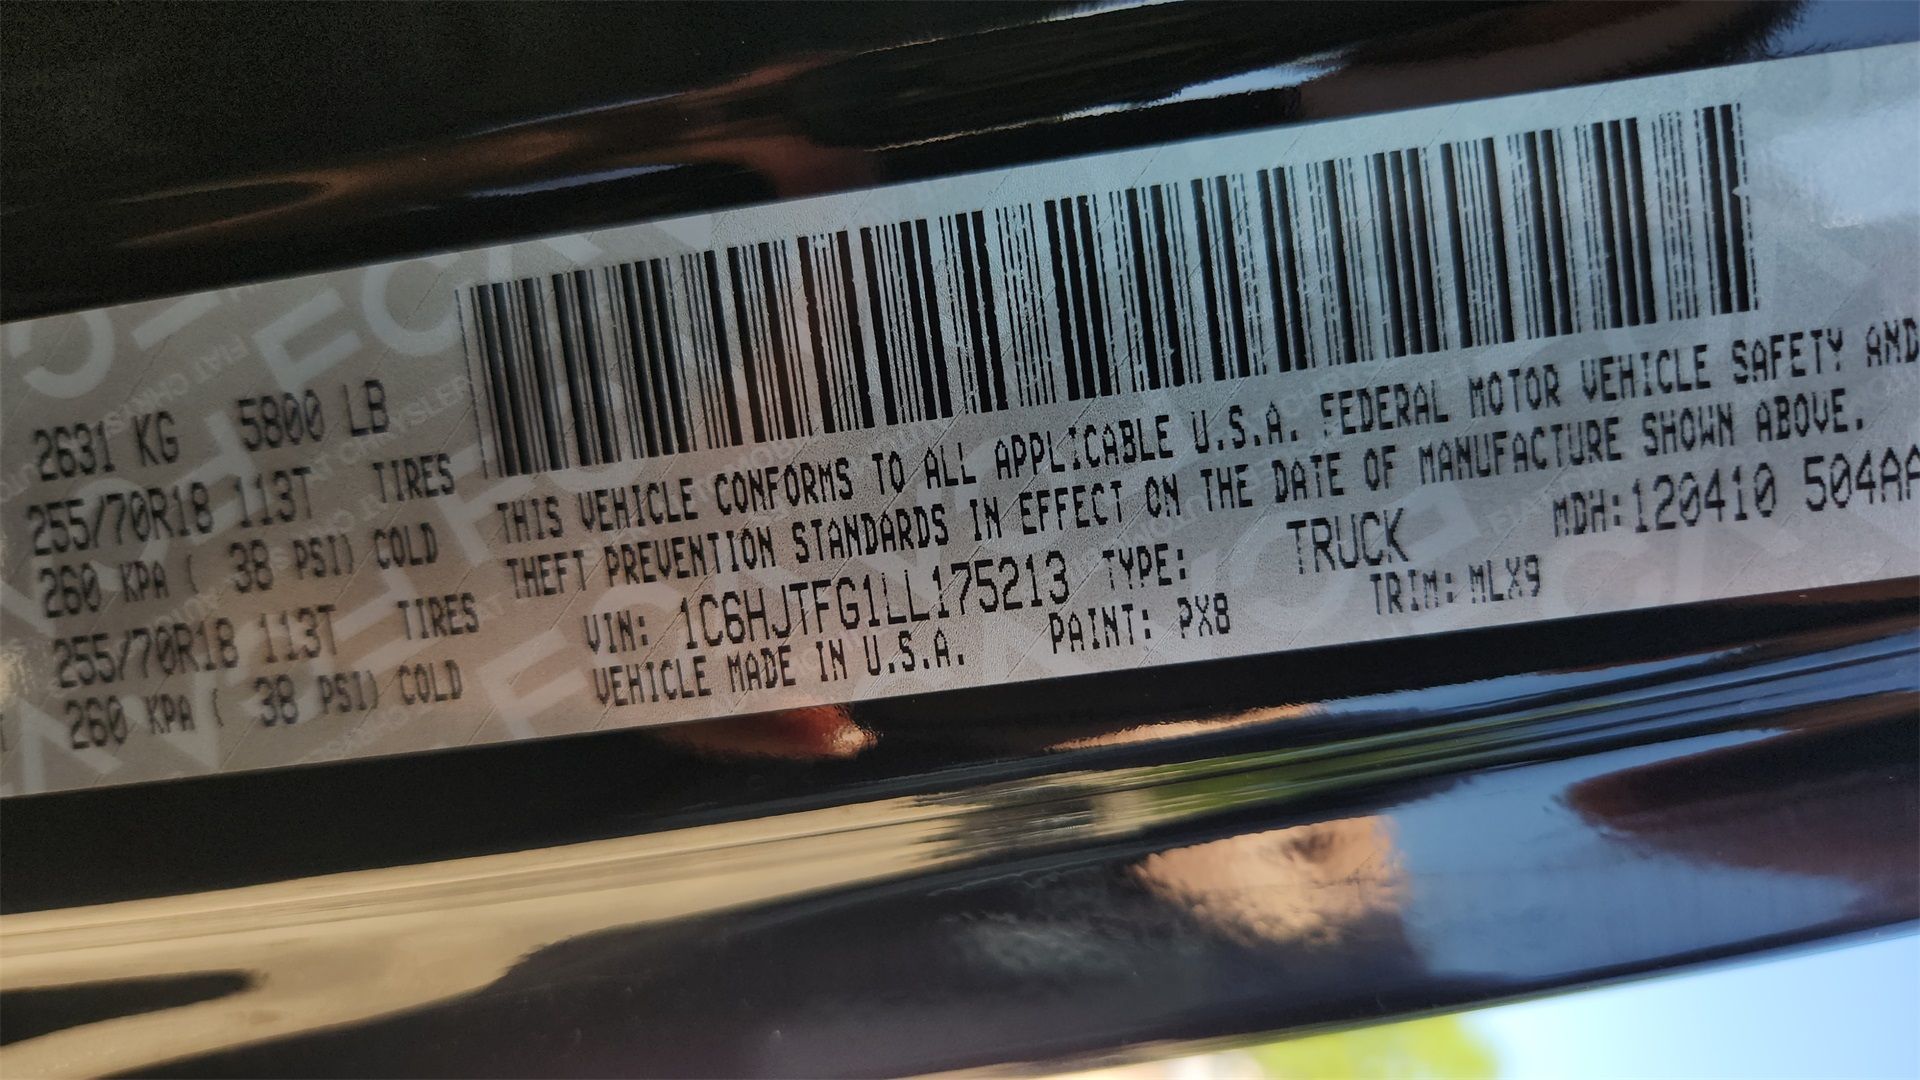 2631 KG 5800 LB
255/70R18 113T TIRES
260 KPA ( 38 PSI) COLD
255/70R18 113T TIRES
260 KPA ( 38 PSI) COLD
THIS VEHICLE CONFORMS TO ALL APPLICABLE U.S.A. FEDERAL MOTOR VEHICLE SAFETY AND
THEFT PREVENTION STANDARDS IN EFFECT ON THE DATE OF MANUFACTURE SHOWN ABOVE.
VIN: 1C6HJTFG1LL175213 TYPE: TRUCK MDH: 120410 504AA
VEHICLE MADE IN U.S.A. PAINT: PX8 TRIM: MLX9